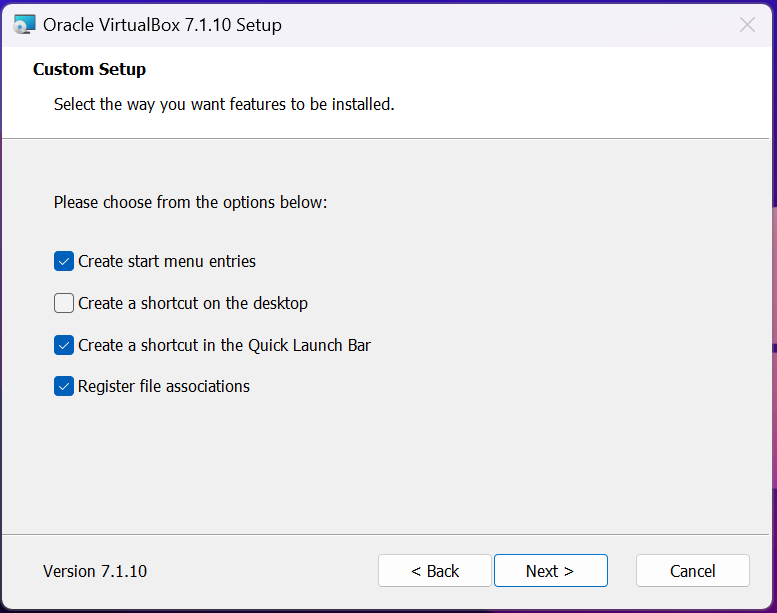 Oracle VirtualBox 7.1.10 Setup
Custom Setup
Select the way you want features to be installed.
Please choose from the options below:
Create start menu entries
Create a shortcut on the desktop
Create a shortcut in the Quick Launch Bar
Register file associations
Version 7.1.10
< Back
Next >
Cancel